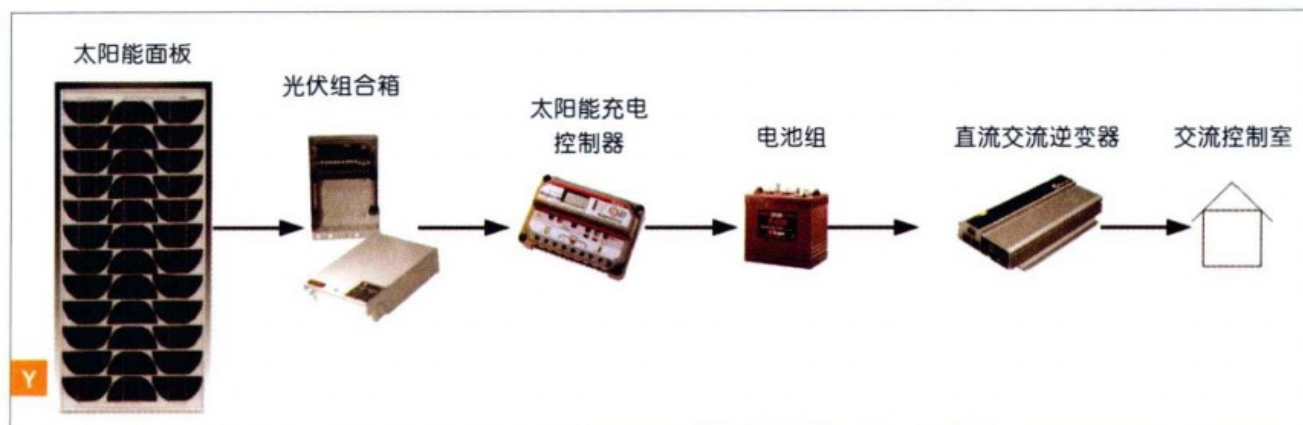 太阳能面板
光伏组合箱
太阳能充电
控制器
电池组
直流交流逆变器
交流控制室
Y